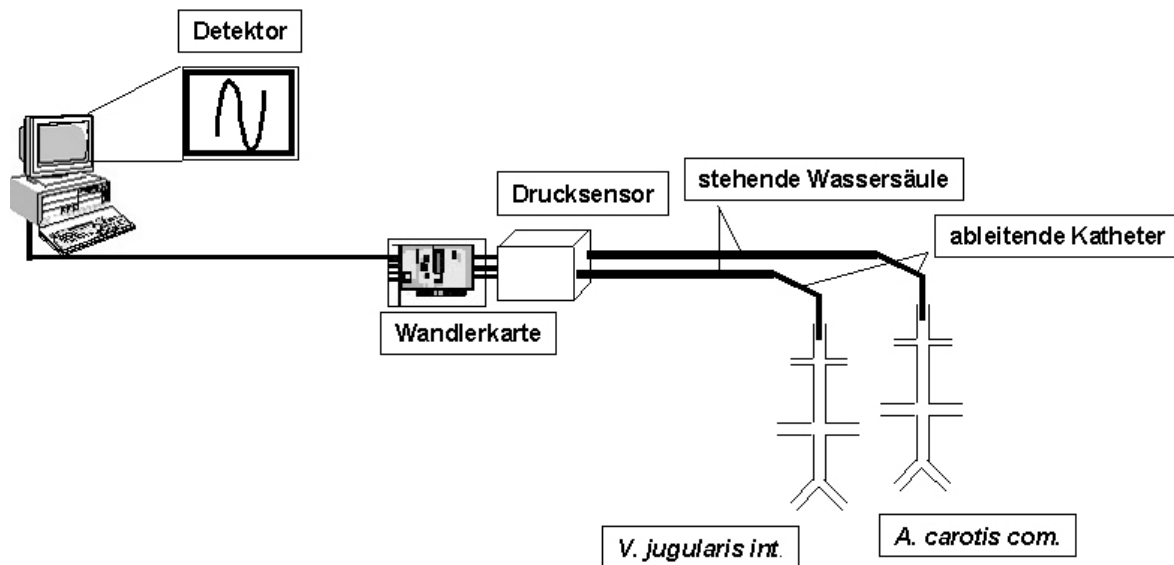 Detektor
Drucksensor
stehende Wassersäule
ableitende Katheter
Wandlerkarte
V. jugularis int.
A. carotis com.